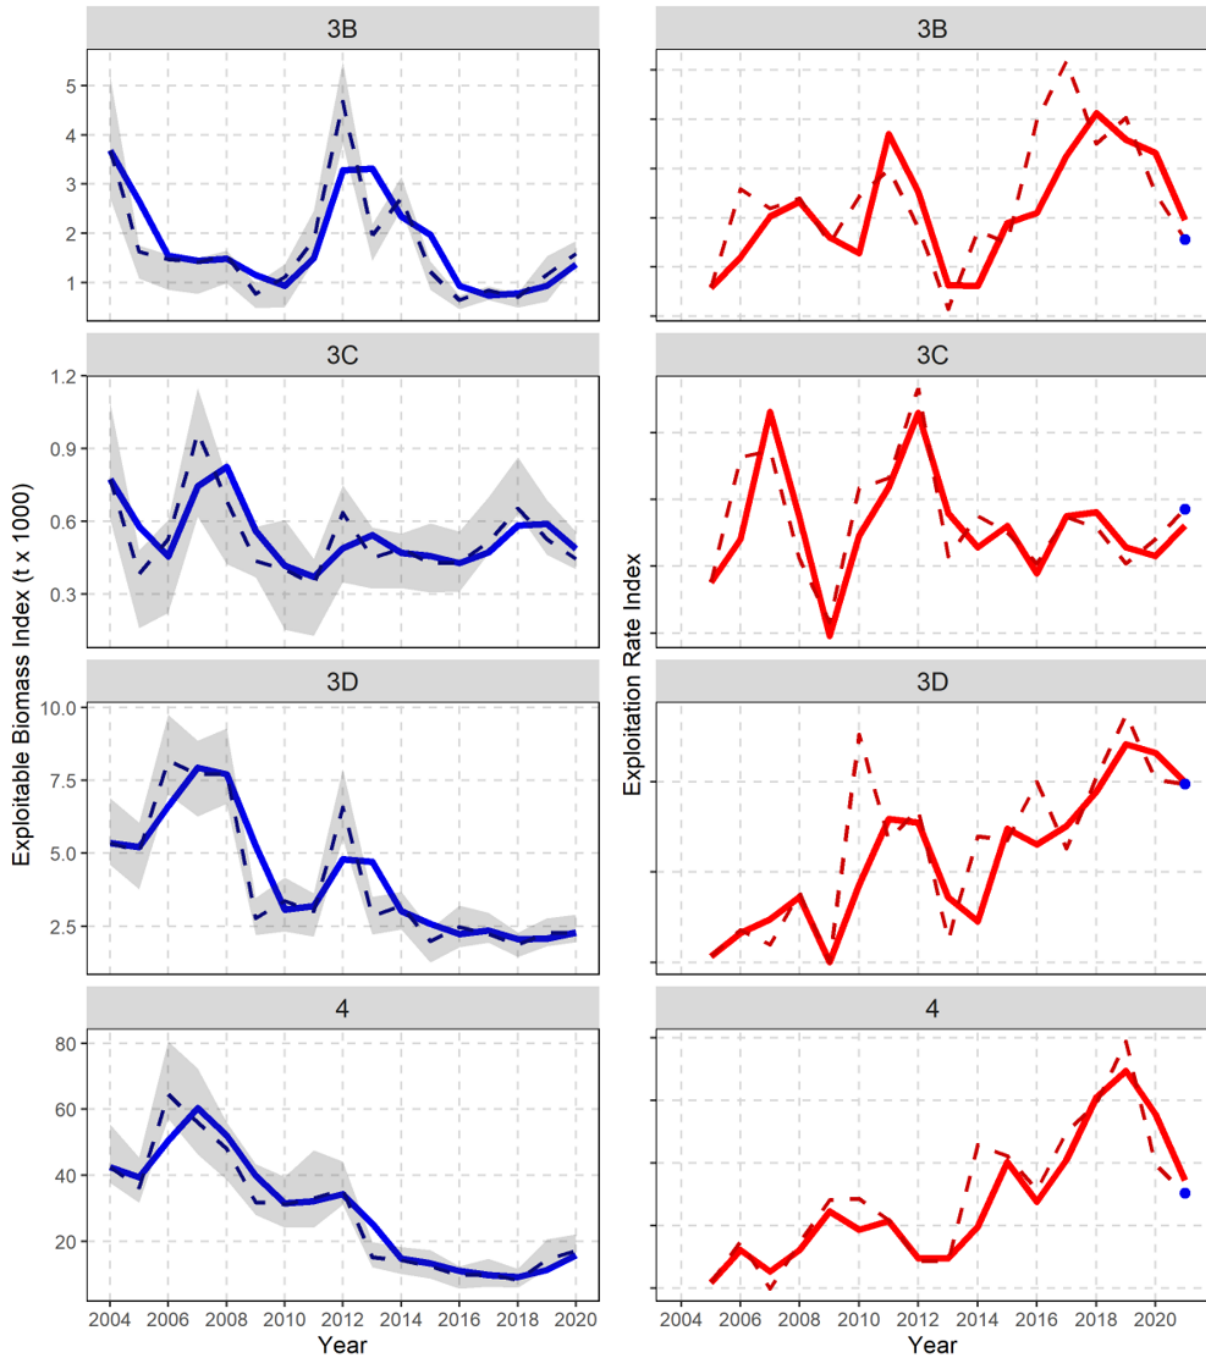 3B
3B
5
4
3
2
1
3C
3C
1.2
0.9
0.6
0.3
Exploitable Biomass Index (t x 1000)
Exploitation Rate Index
3D
3D
10.0
7.5
5.0
2.5
4
4
80
60
40
20
2004 2006 2008 2010 2012 2014 2016 2018 2020
2004 2006 2008 2010 2012 2014 2016 2018 2020
Year
Year